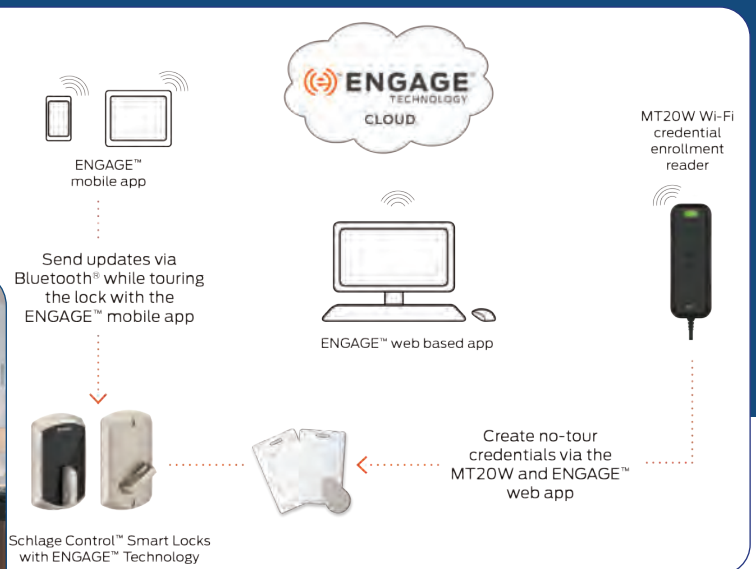 ENGAGE™
TECHNOLOGY
CLOUD
ENGAGE™
mobile app
MT20W Wi-Fi
credential
enrollment
reader
Send updates via
Bluetooth® while touring
the lock with the
ENGAGE™ mobile app
ENGAGE™ web based app
Create no-tour
credentials via the
MT20W and ENGAGE™
web app
Schlage Control™ Smart Locks
with ENGAGE™ Technology